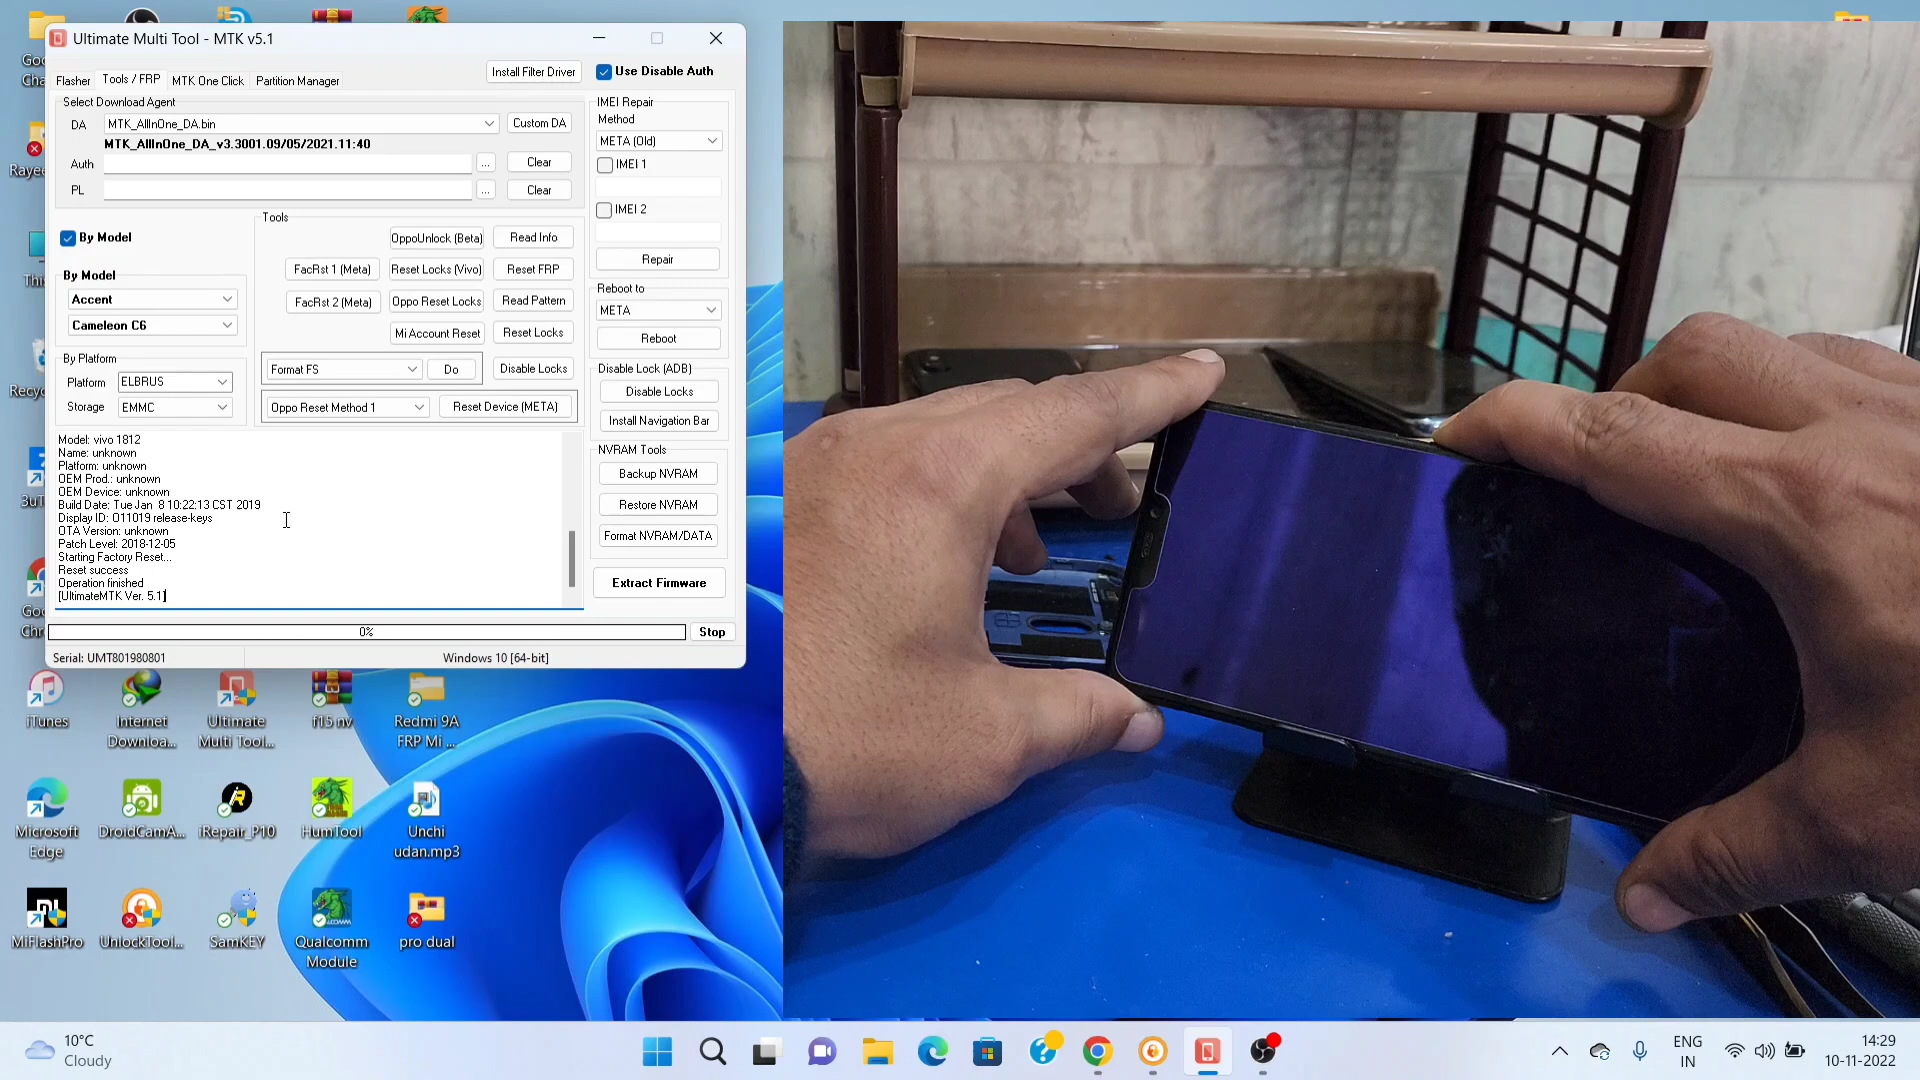 Ultimate Multi Tool - MTK v5.1
Flasher
Tools / FRP
MTK One Click
Partition Manager
Install Filter Driver
Use Disable Auth
Select Download Agent
DA
MTK_AllInOne_DA.bin
Custom DA
MTK_AllInOne_DA_v3.3001.09/05/2021.11:40
Auth
...
Clear
PL
...
Clear
By Model
By Model
Accent
Cameleon C6
By Platform
Platform
ELBRUS
Storage
EMMC
Tools
OppoUnlock (Beta)
Read Info
FacRst 1 (Meta)
Reset Locks (Vivo)
Reset FRP
FacRst 2 (Meta)
Oppo Reset Locks
Read Pattern
Mi Account Reset
Reset Locks
Format FS
Do
Disable Locks
Oppo Reset Method 1
Reset Device (META)
IMEI Repair
Method
META (Old)
IMEI 1
IMEI 2
Repair
Reboot to
META
Reboot
Disable Lock (ADB)
Disable Locks
Install Navigation Bar
NVRAM Tools
Backup NVRAM
Restore NVRAM
Format NVRAM/DATA
Extract Firmware
Model: vivo 1812
Name: unknown
Platform: unknown
OEM Prod.: unknown
OEM Device: unknown
Build Date: Tue Jan 8 10:22:13 CST 2019
Display ID: O11019 release-keys
OTA Version: unknown
Patch Level: 2018-12-05
Starting Factory Reset...
Reset success
Operation finished
[UltimateMTK Ver. 5.1]
0%
Stop
Serial: UMT801980801
Windows 10 [64-bit]
iTunes
Internet
Downloa...
Ultimate
Multi Tool...
f15 nv
Redmi 9A
FRP Mi ...
Microsoft
Edge
DroidCamA...
iRepair_P10
HumTool
Unchi
udan.mp3
MiFlashPro
UnlockTool...
SamKEY
Qualcomm
Module
pro dual
10°C
Cloudy
ENG
IN
14:29
10-11-2022